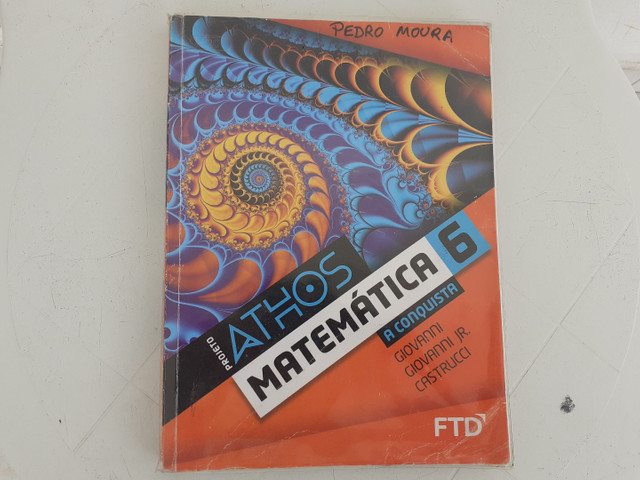 PEDRO MOURA
PROJETO
ATHOS
MATEMÁTICA 6
A CONQUISTA
GIOVANNI
GIOVANNI JR.
CASTRUCCI
FTD